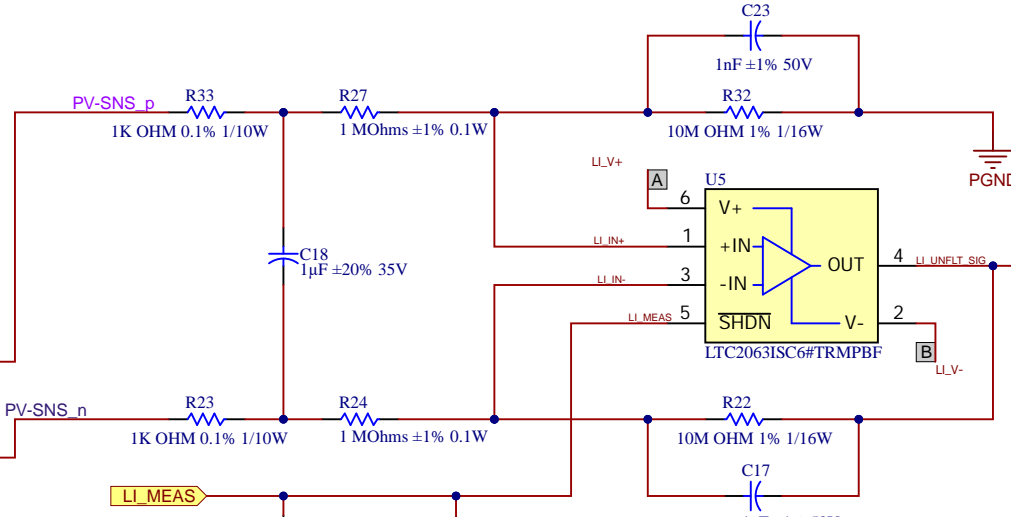 C23
1nF ±1% 50V
PV-SNS_p
R33
R27
R32
1K OHM 0.1% 1/10W
1 MOhms ±1% 0.1W
10M OHM 1% 1/16W
LI_V+
A
U5
PGND
6
V+
LI_IN+
1
+IN
C18
1µF ±20% 35V
LI_IN-
3
-IN
OUT
4
LI_UNFLT_SIG
LI_MEAS
5
SHDN
V-
2
LTC2063ISC6#TRMPBF
B
LI_V-
PV-SNS_n
R23
R24
R22
1K OHM 0.1% 1/10W
1 MOhms ±1% 0.1W
10M OHM 1% 1/16W
C17
LI_MEAS